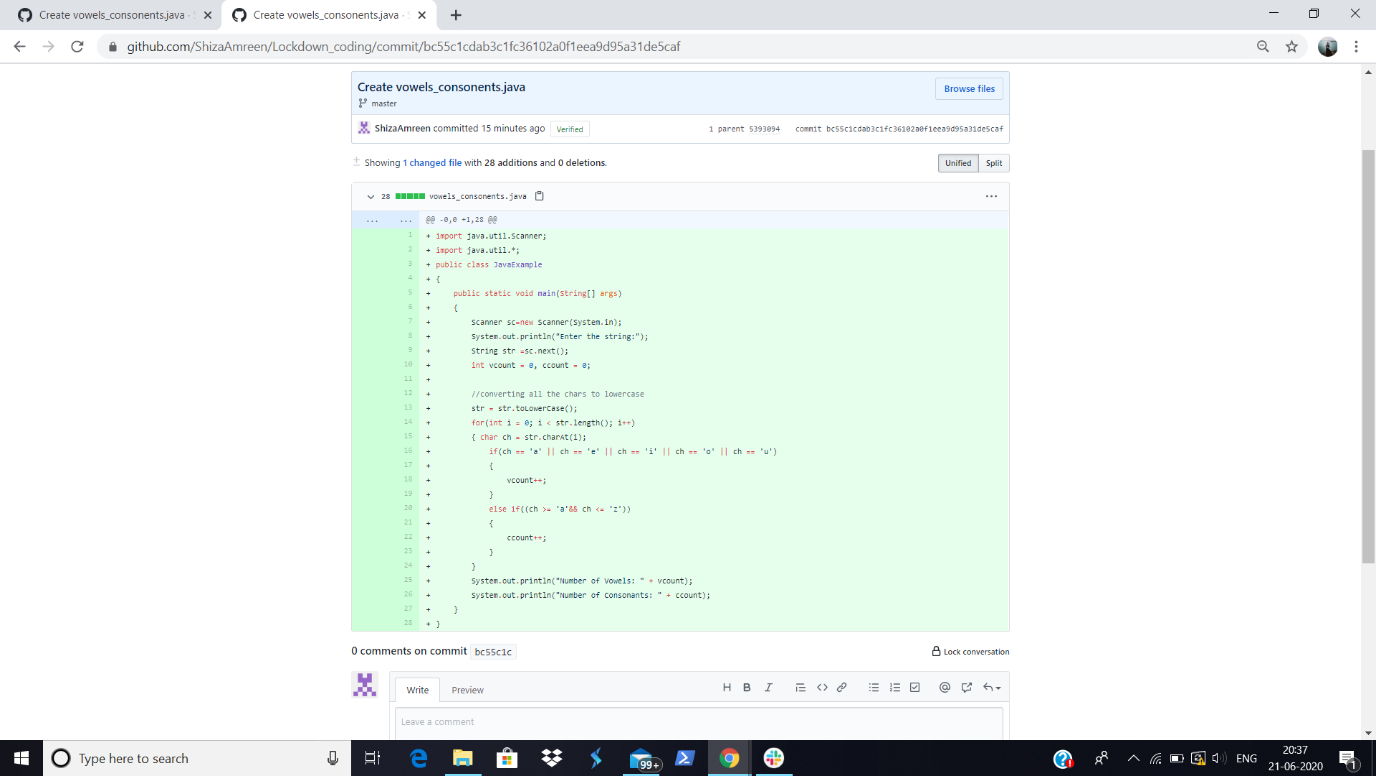 Create vowels_consonents.java -
Create vowels_consonents.java -
github.com/ShizaAmreen/Lockdown_coding/commit/bc55c1cdab3c1fc36102a0f1eea9d95a31de5caf
Create vowels_consonents.java
Browse files
master
ShizaAmreen committed 15 minutes ago Verified
1 parent 5393094 commit bc55c1cdab3c1fc36102a0f1eea9d95a31de5caf
Showing 1 changed file with 28 additions and 0 deletions.
Unified Split
28 vowels_consonents.java
... ... @@ -0,0 +1,28 @@
1 + import java.util.Scanner;
2 + import java.util.*;
3 + public class JavaExample
4 + {
5 + public static void main(String[] args)
6 + {
7 + Scanner sc=new Scanner(System.in);
8 + System.out.println("Enter the string:");
9 + String str =sc.next();
10 + int vcount = 0, ccount = 0;
11 +
12 + //converting all the chars to lowercase
13 + str = str.toLowerCase();
14 + for(int i = 0; i < str.length(); i++)
15 + { char ch = str.charAt(i);
16 + if(ch == 'a' || ch == 'e' || ch == 'i' || ch == 'o' || ch == 'u')
17 + {
18 + vcount++;
19 + }
20 + else if((ch >= 'a'&& ch <= 'z'))
21 + {
22 + ccount++;
23 + }
24 + }
25 + System.out.println("Number of Vowels: " + vcount);
26 + System.out.println("Number of Consonants: " + ccount);
27 + }
28 + }
0 comments on commit bc55c1c
Lock conversation
Write Preview
Leave a comment
Type here to search
99+
ENG
20:37
21-06-2020
1